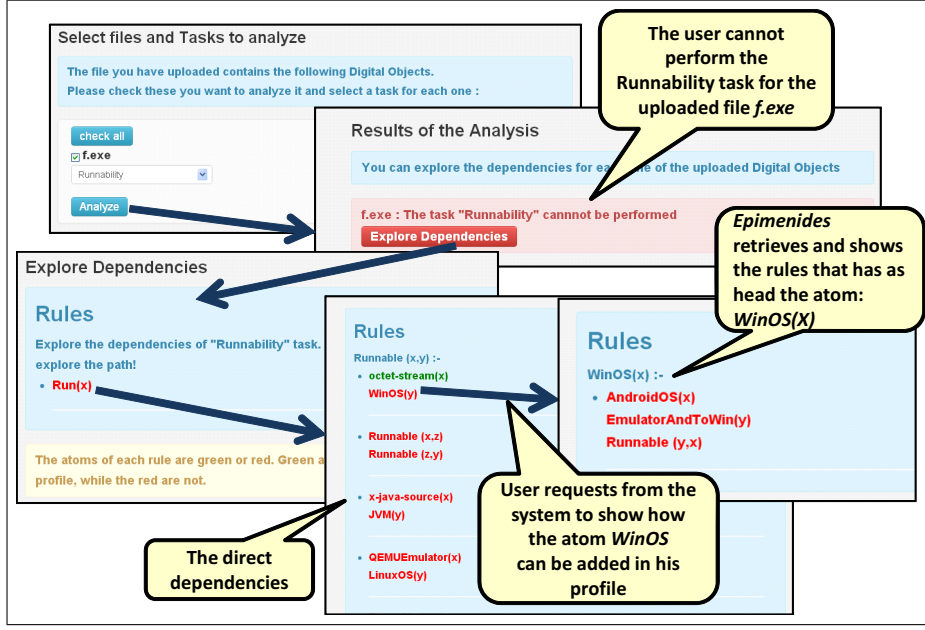 Select files and Tasks to analyze
The file you have uploaded contains the following Digital Objects.
Please check these you want to analyze it and select a task for each one :
check all
f.exe
Runnability
Analyze
The user cannot
perform the
Runnability task for the
uploaded file f.exe
Results of the Analysis
You can explore the dependencies for ea ne of the uploaded Digital Objects
f.exe : The task "Runnability" cannnot be performed
Explore Dependencies
Epimenides
retrieves and shows
the rules that has as
head the atom:
WinOS(X)
Explore Dependencies
Rules
Explore the dependencies of "Runnability" task.
explore the path!
• Run(x)
The atoms of each rule are green or red. Green a
profile, while the red are not.
Rules
Runnable (x,y) :-
• octet-stream(x)
WinOS(y)
• Runnable (x,z)
Runnable (z,y)
• x-java-source(x)
JVM(y)
• QEMUEmulator(x)
LinuxOS(y)
Rules
WinOS(x) :-
• AndroidOS(x)
EmulatorAndToWin(y)
Runnable (y,x)
The direct
dependencies
User requests from the
system to show how
the atom WinOS
can be added in his
profile